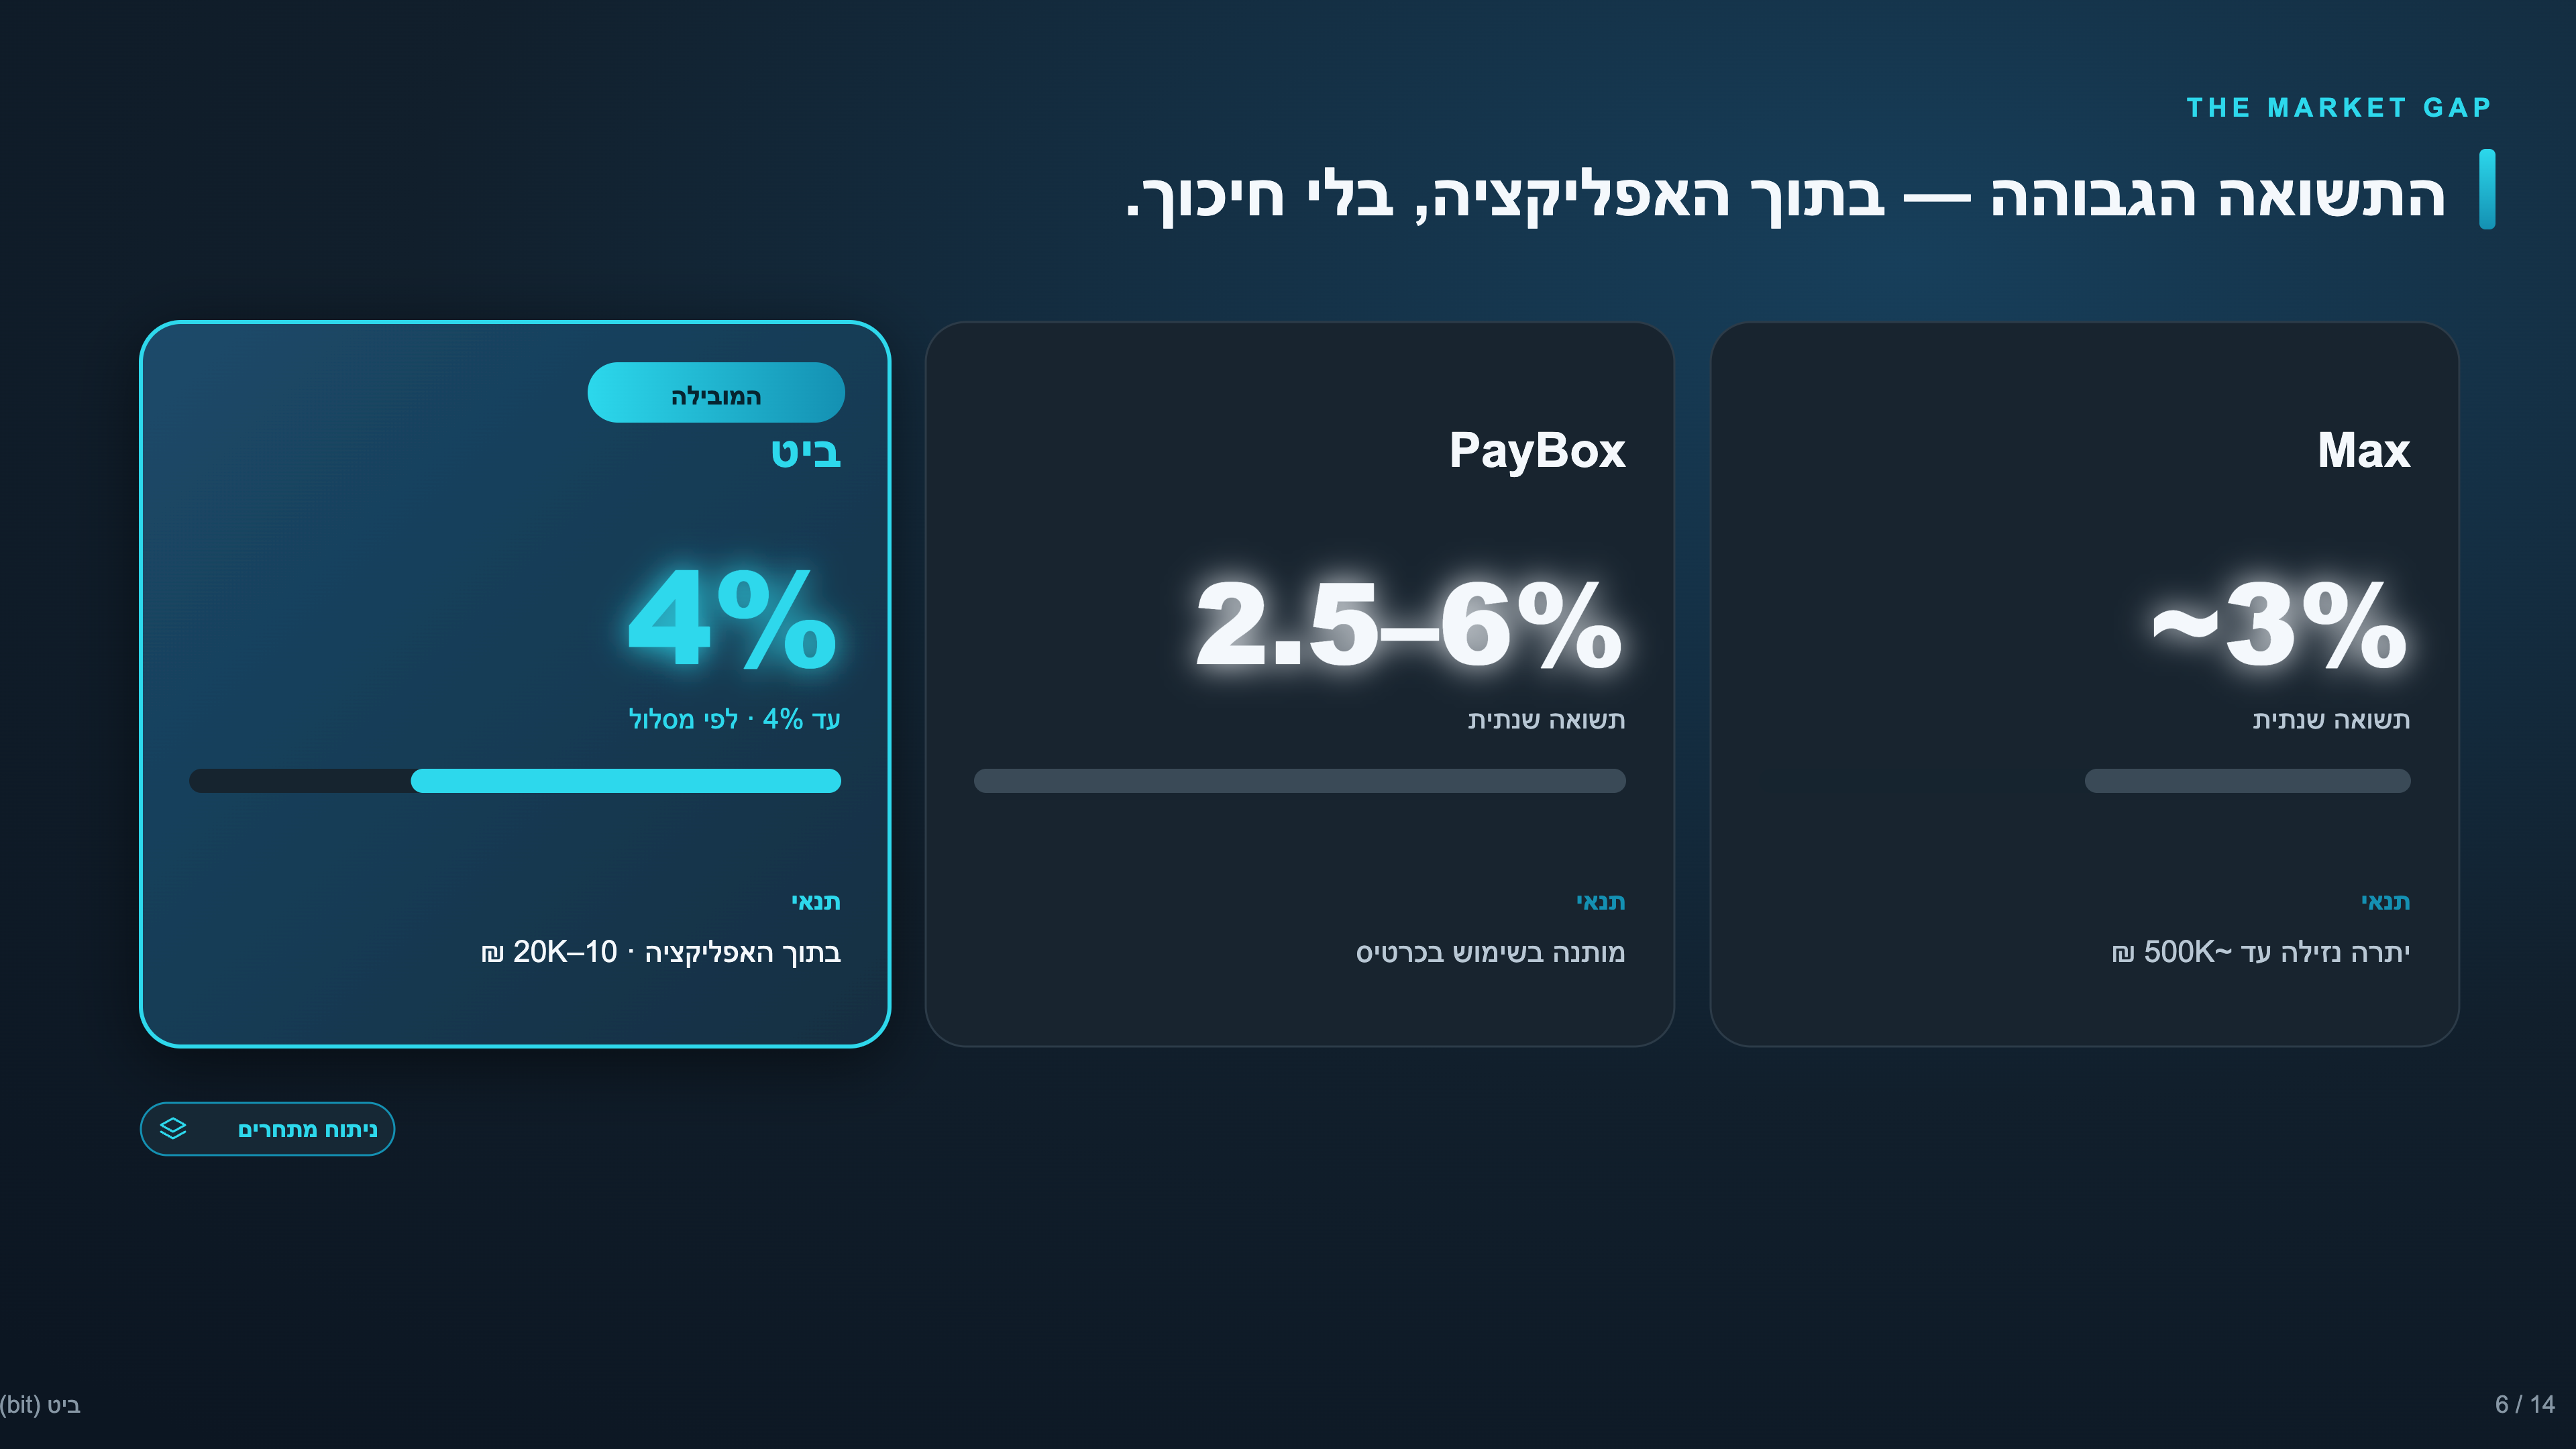 THE MARKET GAP
התשואה הגבוהה — בתוך האפליקציה, בלי חיכוך.
Max
~3%
תשואה שנתית
תנאי
יתרה נזילה עד ~500K ₪
PayBox
2.5–6%
תשואה שנתית
תנאי
מותנה בשימוש בכרטיס
המובילה
ביט
4%
עד 4% · לפי מסלול
תנאי
בתוך האפליקציה · 10–20K ₪
ניתוח מתחרים
6 / 14
ביט (bit)